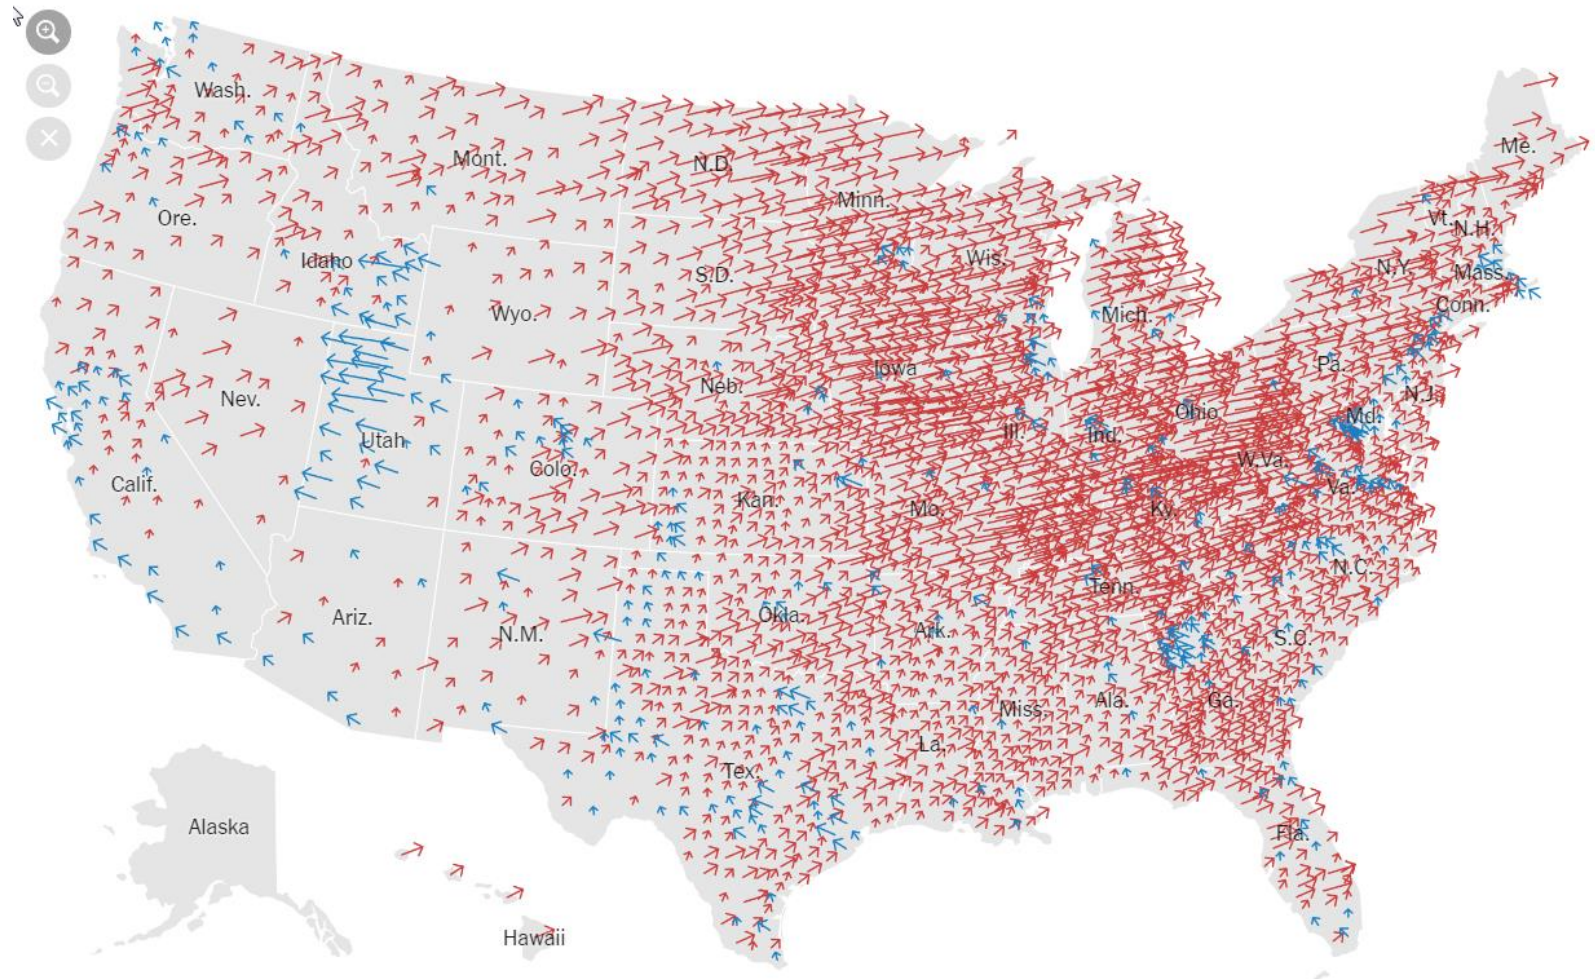 Wash.
Mont.
N.D.
Me.
Minn.
Ore.
Vt.
N.H.
Idaho
Wis.
S.D.
N.Y.
Mass.
Wyo.
Mich.
Conn.
Iowa
Pa.
Neb.
Nev.
N.J.
Ohio
Md.
Utah
Ill.
Ind.
Colo.
W.Va.
Calif.
Va.
Kan.
Mo.
Ky.
N.C.
Tenn.
Ariz.
Okla.
N.M.
Ark.
S.C.
Ala.
Ga.
Miss.
La.
Tex.
Alaska
Fla.
Hawaii